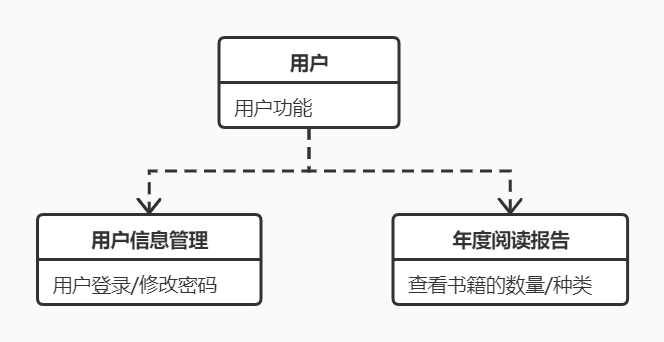 用户
用户功能
用户信息管理
年度阅读报告
用户登录/修改密码
查看书籍的数量/种类